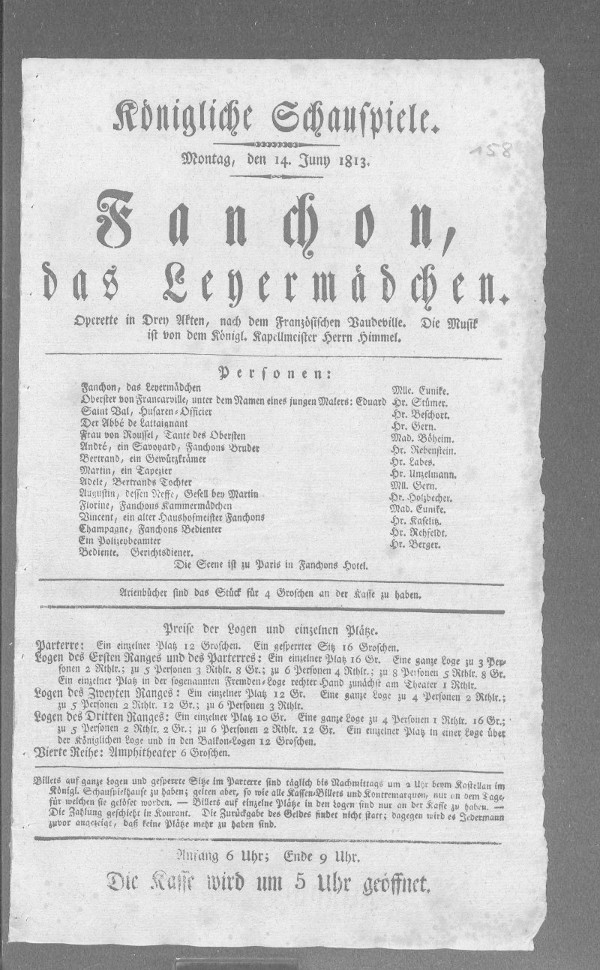 Königliche Schauspiele.
158
Montag, den 14. Juny 1813.
Fanchon,
das Leyermädchen.
Operette in Drey Akten, nach dem Französischen Vaudeville. Die Musik
ist von dem Königl. Kapellmeister Herrn Himmel.
Personen:
Fanchon, das Leyermädchen Mlle. Eunike.
Oberster von Francarville, unter dem Namen eines jungen Malers: Eduard Hr. Stümer.
Saint Val, Husaren-Officier Hr. Beschort.
Der Abbé de Lattaignant Hr. Gern.
Frau von Roussel, Tante des Obersten Mad. Böheim.
André, ein Savoyard, Fanchons Bruder Hr. Rebenstein.
Bertrand, ein Gewürzkrämer Hr. Labes.
Martin, ein Tapezier Hr. Unzelmann.
Adele, Bertrands Tochter Mll. Gern.
Augustin, dessen Neffe, Gesell bey Martin Hr. Holzbecher.
Florine, Fanchons Kammermädchen Mad. Eunike.
Vincent, ein alter Haushofmeister Fanchons Hr. Kaselitz.
Champagne, Fanchons Bedienter Hr. Rehfeldt.
Ein Polizeybeamter Hr. Berger.
Bediente. Gerichtsdiener.
Die Scene ist zu Paris in Fanchons Hotel.
Arienbücher sind das Stück für 4 Groschen an der Kasse zu haben.
Preise der Logen und einzelnen Plätze.
Parterre: Ein einzelner Platz 12 Groschen. Ein gesperrter Sitz 16 Groschen.
Logen des Ersten Ranges und des Parterres: Ein einzelner Platz 16 Gr. Eine ganze Loge zu 3 Per-
sonen 2 Rthlr.; zu 5 Personen 3 Rthlr. 8 Gr.; zu 6 Personen 4 Rthlr.; zu 8 Personen 5 Rthlr. 8 Gr.
Ein einzelner Platz in der sogenannten Fremden-Loge rechter Hand zunächst am Theater 1 Rthlr.
Logen des Zweyten Ranges: Ein einzelner Platz 12 Gr. Eine ganze Loge zu 4 Personen 2 Rthlr.;
zu 5 Personen 2 Rthlr. 12 Gr.; zu 6 Personen 3 Rthlr.
Logen des Dritten Ranges: Ein einzelner Platz 10 Gr. Eine ganze Loge zu 4 Personen 1 Rthlr. 16 Gr.;
zu 5 Personen 2 Rthlr. 2 Gr.; zu 6 Personen 2 Rthlr. 12 Gr. Ein einzelner Platz in einer Loge über
der Königlichen Loge und in den Balkon-Logen 12 Groschen.
Vierte Reihe: Amphitheater 6 Groschen.
Billets auf ganze Logen und gesperrte Sitze im Parterre sind täglich bis Nachmittags um 2 Uhr beym Kastellan im
Königl. Schauspielhause zu haben; gelten aber, so wie alle Kassen-Billets und Kontremarquen, nur an dem Tage,
für welchen sie gelöset worden. — Billets auf einzelne Plätze in den Logen sind nur an der Kasse zu haben. —
Die Zahlung geschieht in Kourant. Die Zurückgabe des Geldes findet nicht statt; dagegen wird es Jedermann
zuvor angezeigt, daß keine Plätze mehr zu haben sind.
Anfang 6 Uhr; Ende 9 Uhr.
Die Kasse wird um 5 Uhr geöffnet.